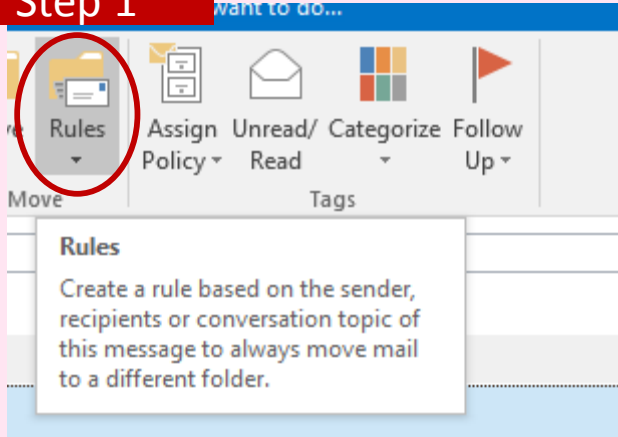 Step 1
want to do...
Rules
Assign Policy
Unread/ Read
Categorize
Follow Up
Move
Tags
Rules
Create a rule based on the sender,
recipients or conversation topic of
this message to always move mail
to a different folder.